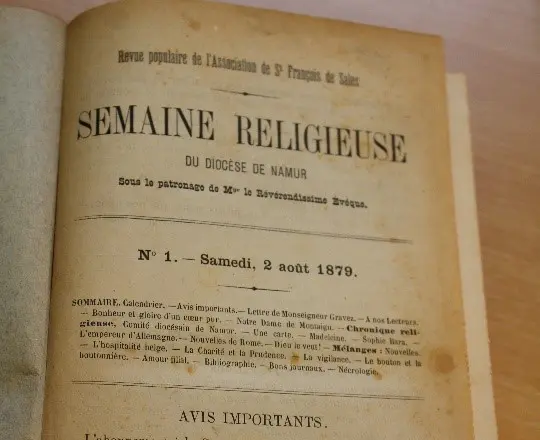 Revue populaire de l'Association de St François de Sales
SEMAINE RELIGIEUSE
DU DIOCÈSE DE NAMUR
Sous le patronage de Mgr le Révérendissime Évêque.
No 1. — Samedi, 2 août 1879.
SOMMAIRE. Calendrier. — Avis importants. — Lettre de Monseigneur Gravez. — A nos Lecteurs.
— Bonheur et gloire d'un cœur pur. — Notre Dame de — Chronique reli-
gieuse. Comité diocésain de Namur. — Une carte. — Madeleine. — Sophie Bara. —
L'empereur d'Allemagne. — Nouvelles de Rome. — Dieu le veut! — Mélanges : Nouvelles.
— L'hospitalité belge. — La Charité et la Prudence. — La vigilance. — Le bouton et la
boutonnière. — Amour filial. — Bibliographie. — Bons journaux. — Nécrologie.
AVIS IMPORTANTS.